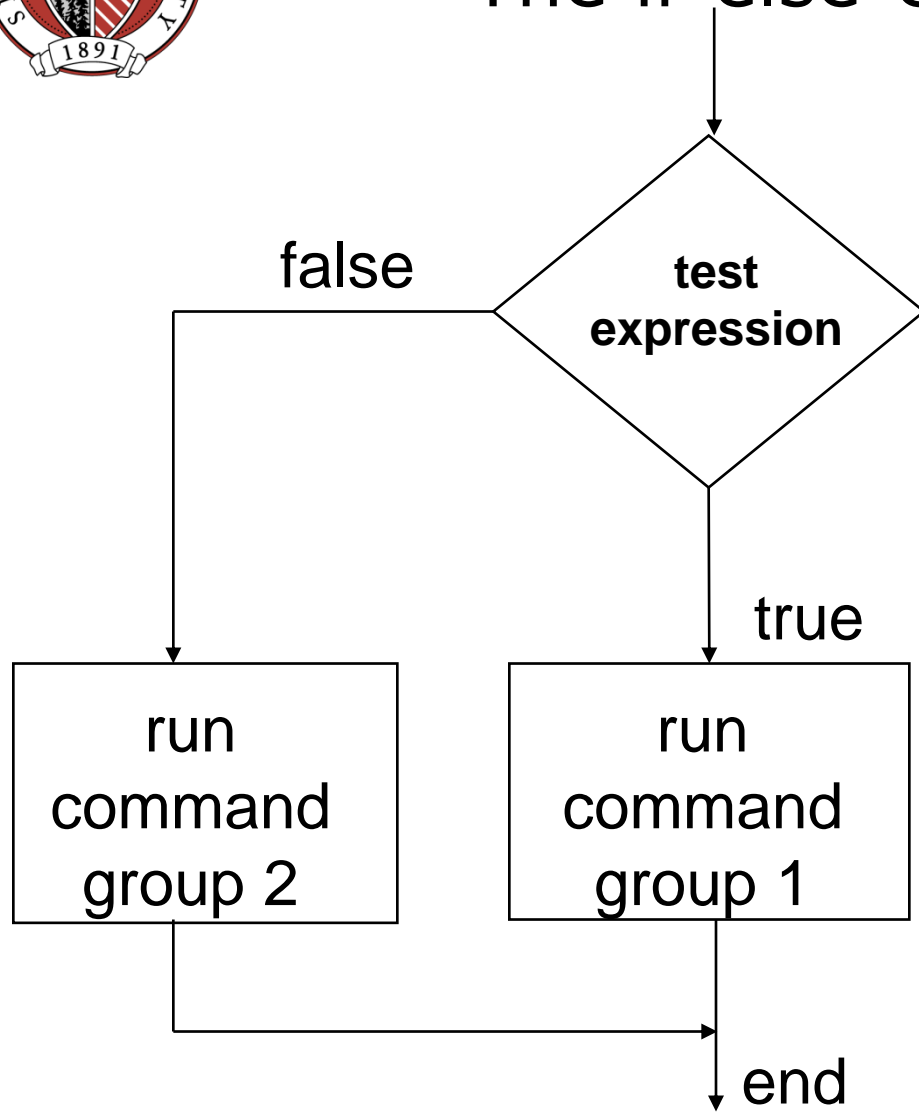 1891
false
test
expression
true
run
command
group 2
run
command
group 1
end